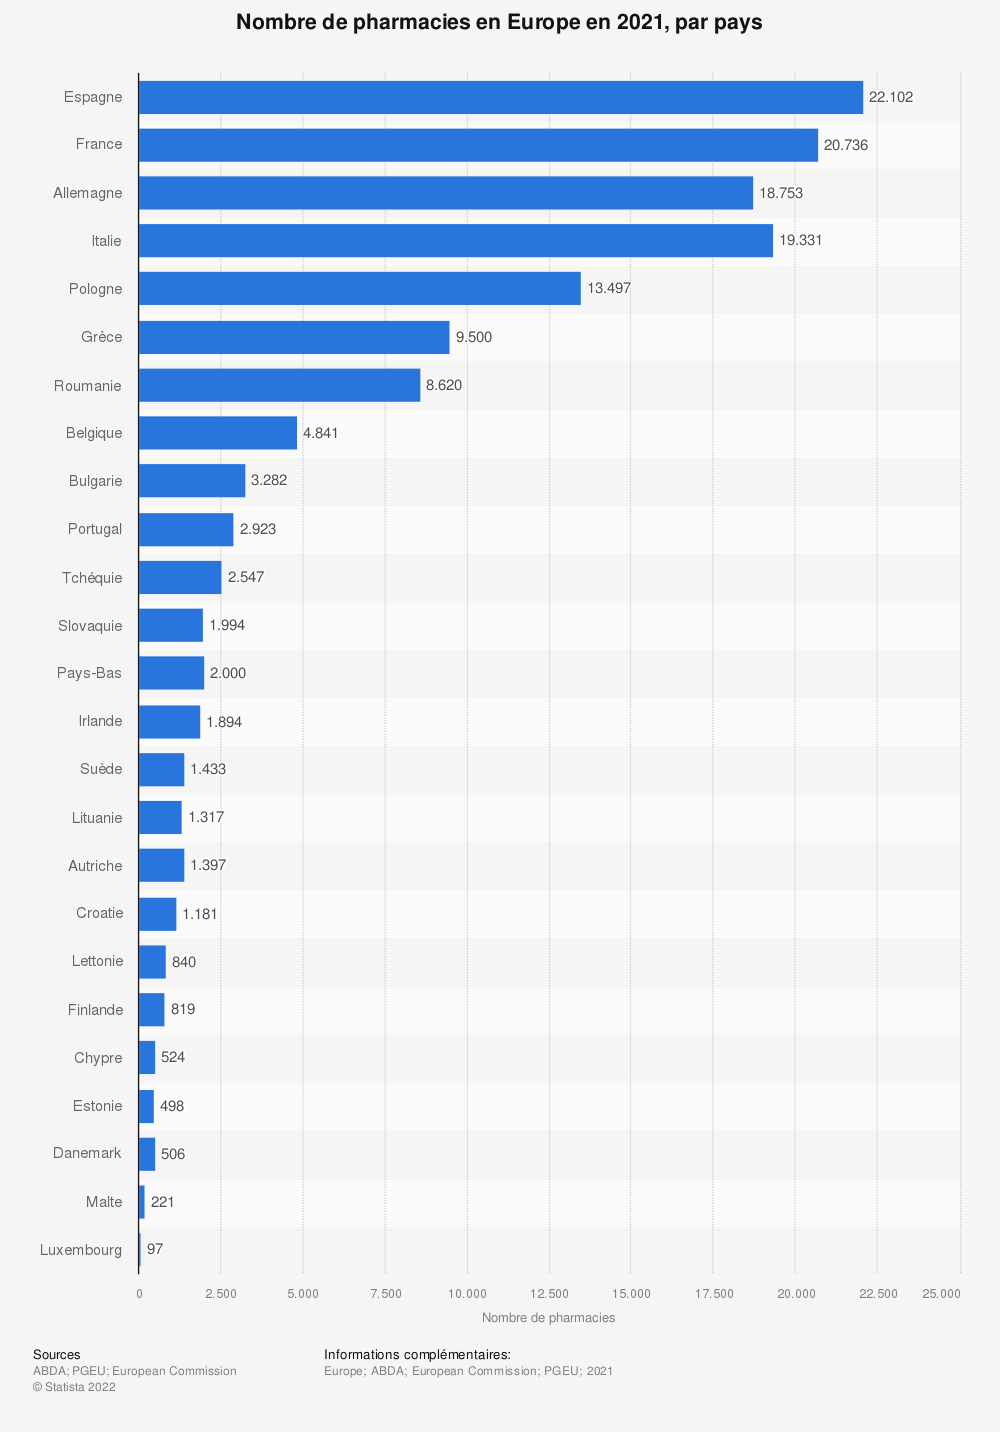 Nombre de pharmacies en Europe en 2021, par pays
Espagne 22.102
France 20.736
Allemagne 18.753
Italie 19.331
Pologne 13.497
Grèce 9.500
Roumanie 8.620
Belgique 4.841
Bulgarie 3.282
Portugal 2.923
Tchéquie 2.547
Slovaquie 1.994
Pays-Bas 2.000
Irlande 1.894
Suède 1.433
Lituanie 1.317
Autriche 1.397
Croatie 1.181
Lettonie 840
Finlande 819
Chypre 524
Estonie 498
Danemark 506
Malte 221
Luxembourg 97
0 2.500 5.000 7.500 10.000 12.500 15.000 17.500 20.000 22.500 25.000
Nombre de pharmacies
Sources
ABDA; PGEU; European Commission
© Statista 2022
Informations complémentaires:
Europe; ABDA; European Commission; PGEU; 2021